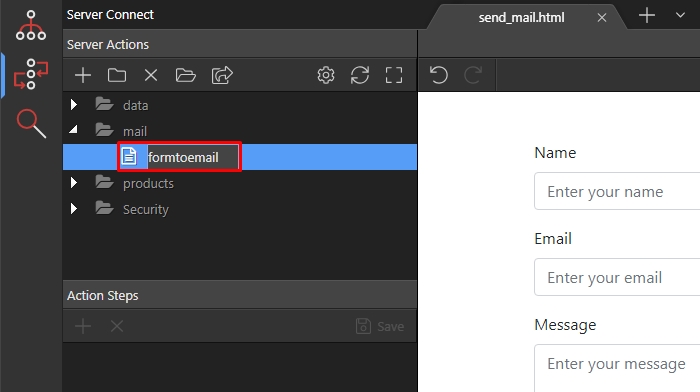 Server Connect
send_mail.html
Server Actions
data
mail
formtoemail
products
Security
Action Steps
Save
Name
Enter your name
Email
Enter your email
Message
Enter your message